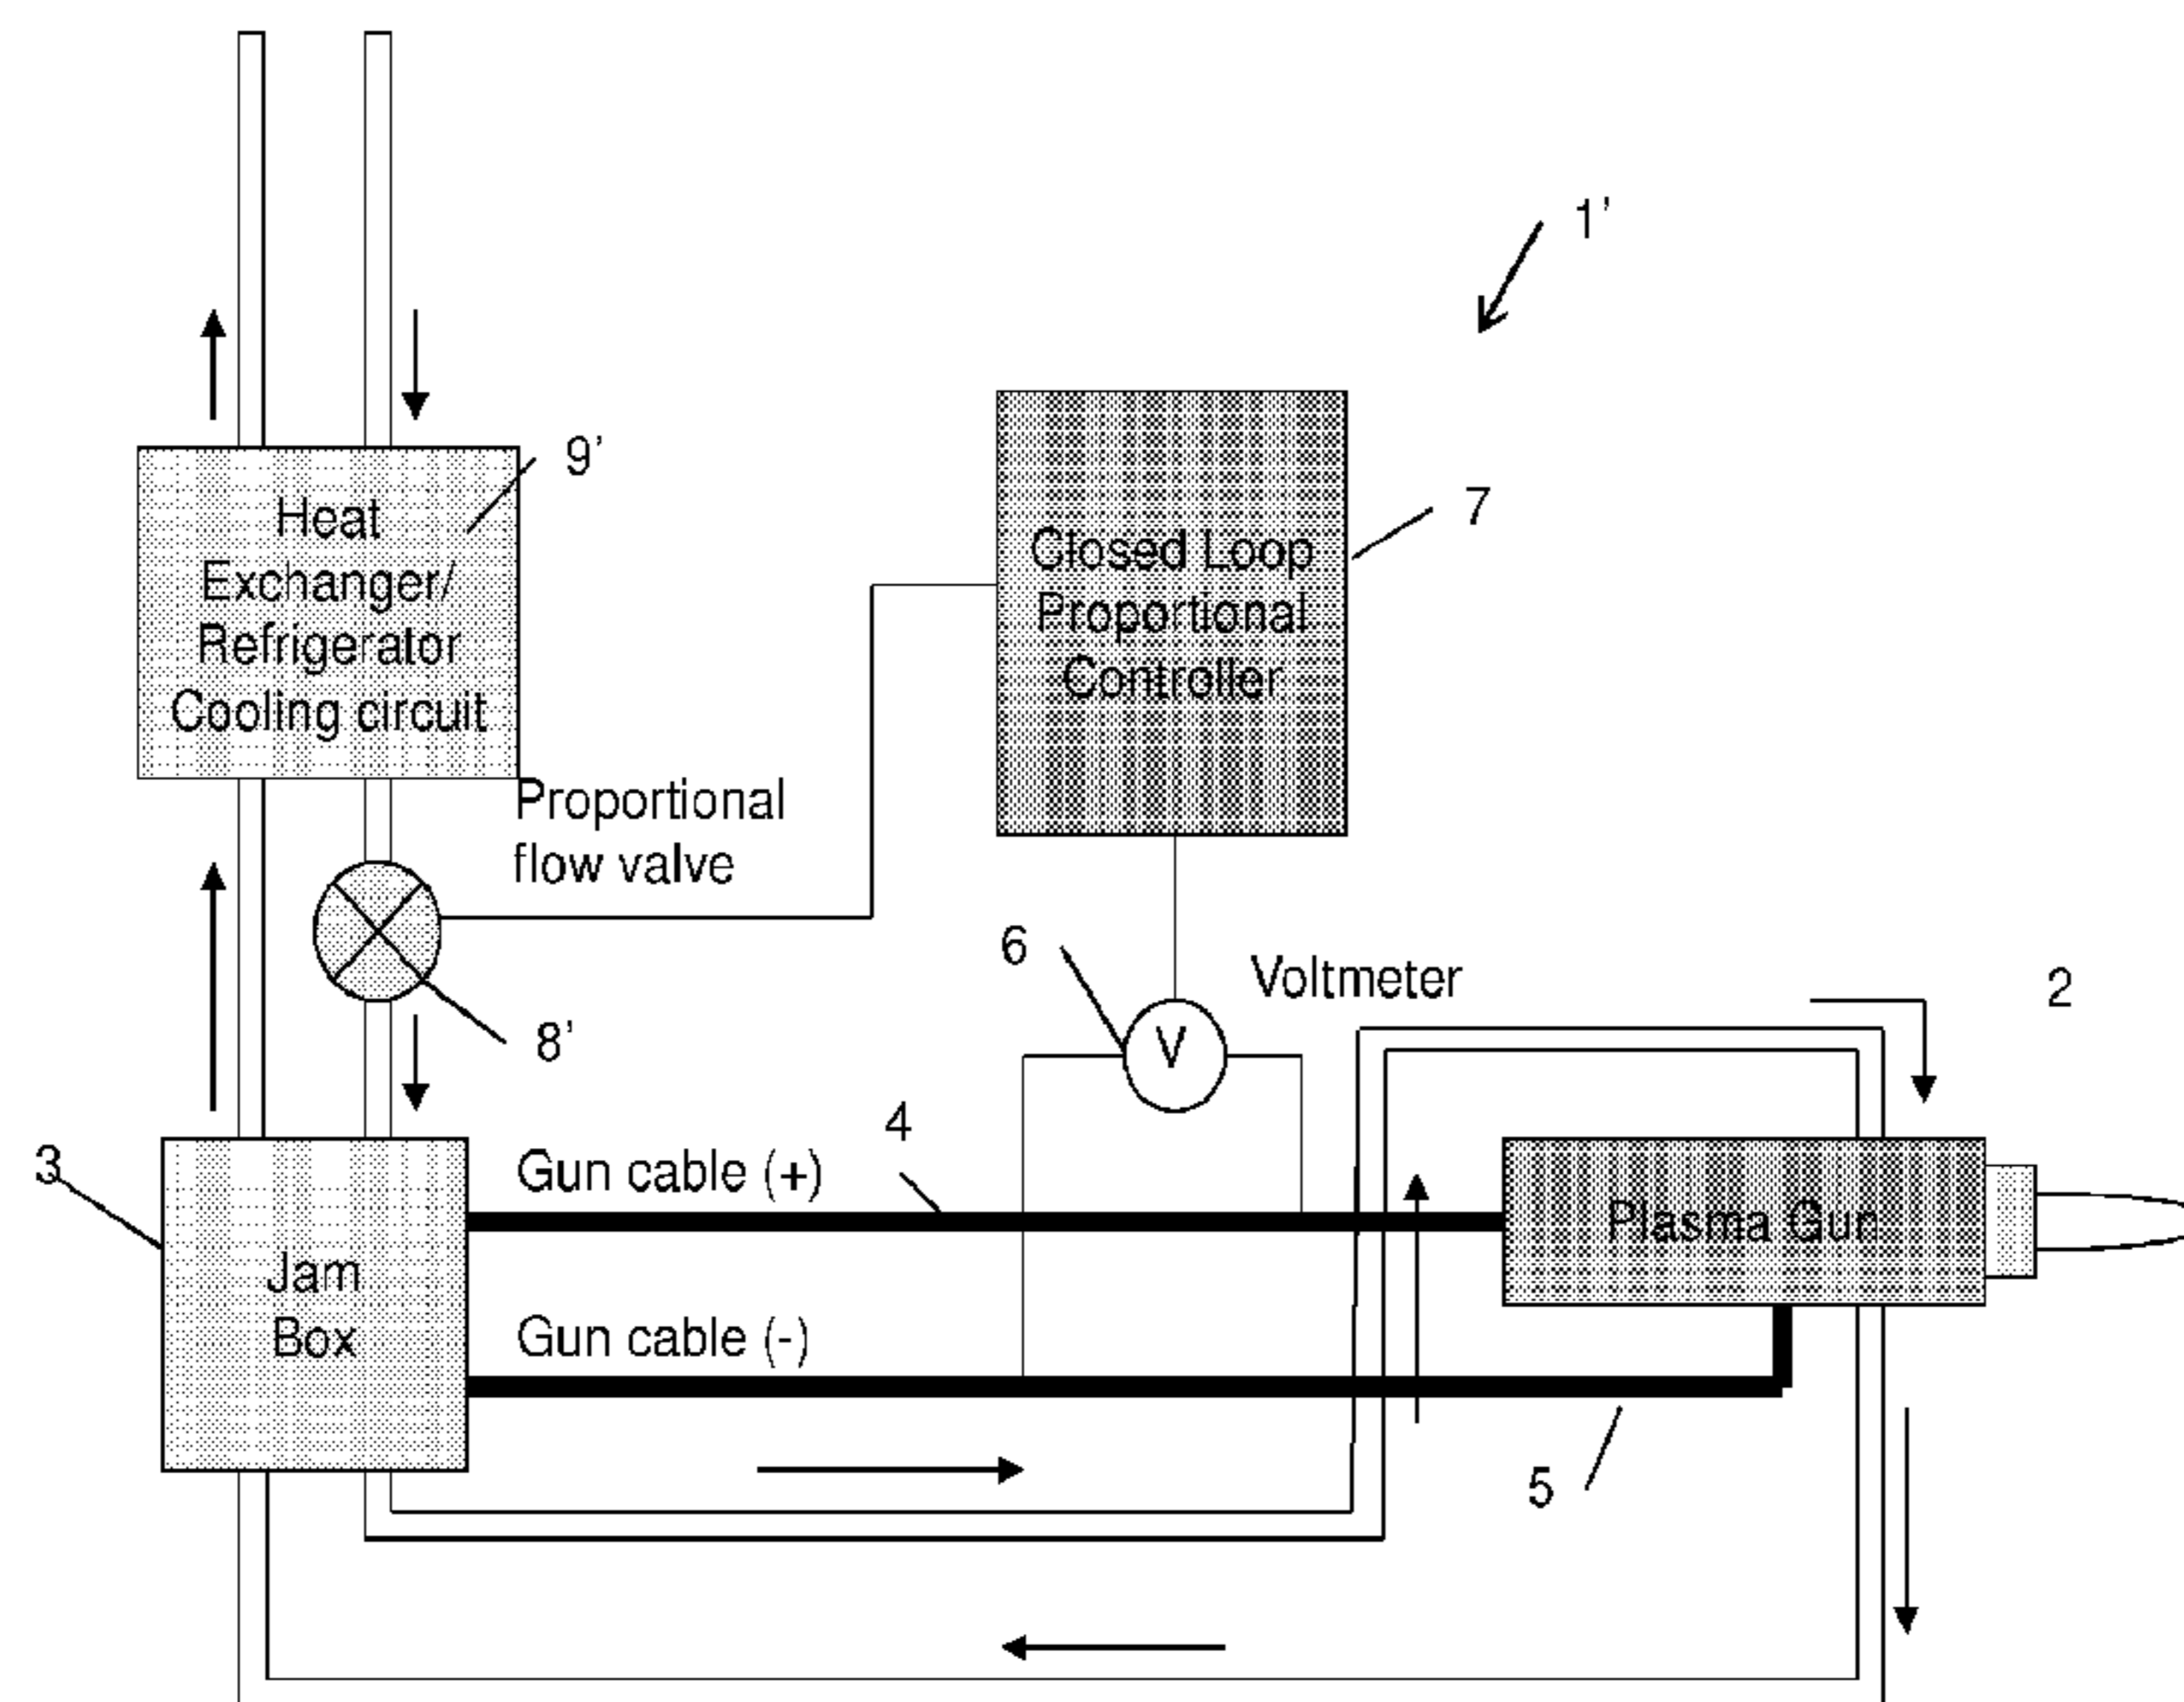 1'
9'
Heat
Exchanger/
Refrigerator
Cooling circuit
7
Closed Loop
Proportional
Controller
Proportional
flow valve
8'
6
Voltmeter
V
2
3
4
Gun cable (+)
Plasma Gun
Jam
Box
Gun cable (-)
5